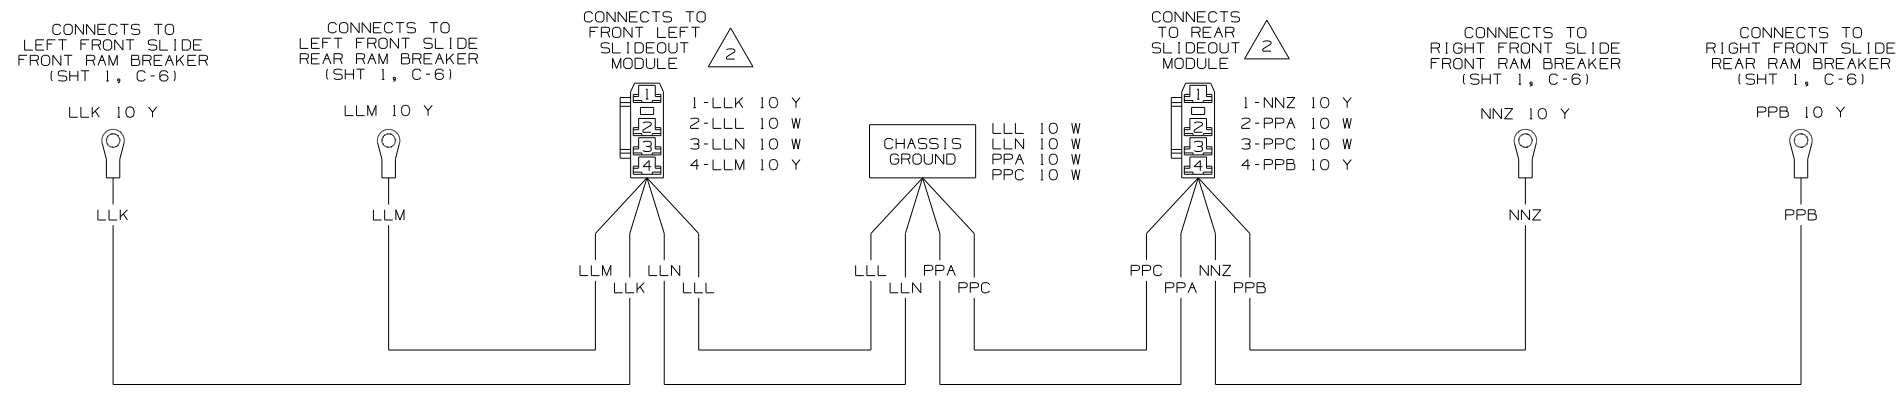 CONNECTS TO
LEFT FRONT SLIDE
FRONT RAM BREAKER
(SHT 1, C-6)
LLK 10 Y
LLK
CONNECTS TO
LEFT FRONT SLIDE
REAR RAM BREAKER
(SHT 1, C-6)
LLM 10 Y
LLM
CONNECTS TO
FRONT LEFT
SLIDEOUT
MODULE
2
1
2
3
4
1-LLK 10 Y
2-LLL 10 W
3-LLN 10 W
4-LLM 10 Y
LLM
LLK
LLN
LLL
CHASSIS
GROUND
LLL 10 W
LLN 10 W
PPA 10 W
PPC 10 W
LLL
LLN
PPA
PPC
CONNECTS
TO REAR
SLIDEOUT
MODULE
2
1
2
3
4
1-NNZ 10 Y
2-PPA 10 W
3-PPC 10 W
4-PPB 10 Y
PPC
PPA
NNZ
PPB
CONNECTS TO
RIGHT FRONT SLIDE
FRONT RAM BREAKER
(SHT 1, C-6)
NNZ 10 Y
NNZ
CONNECTS TO
RIGHT FRONT SLIDE
REAR RAM BREAKER
(SHT 1, C-6)
PPB 10 Y
PPB